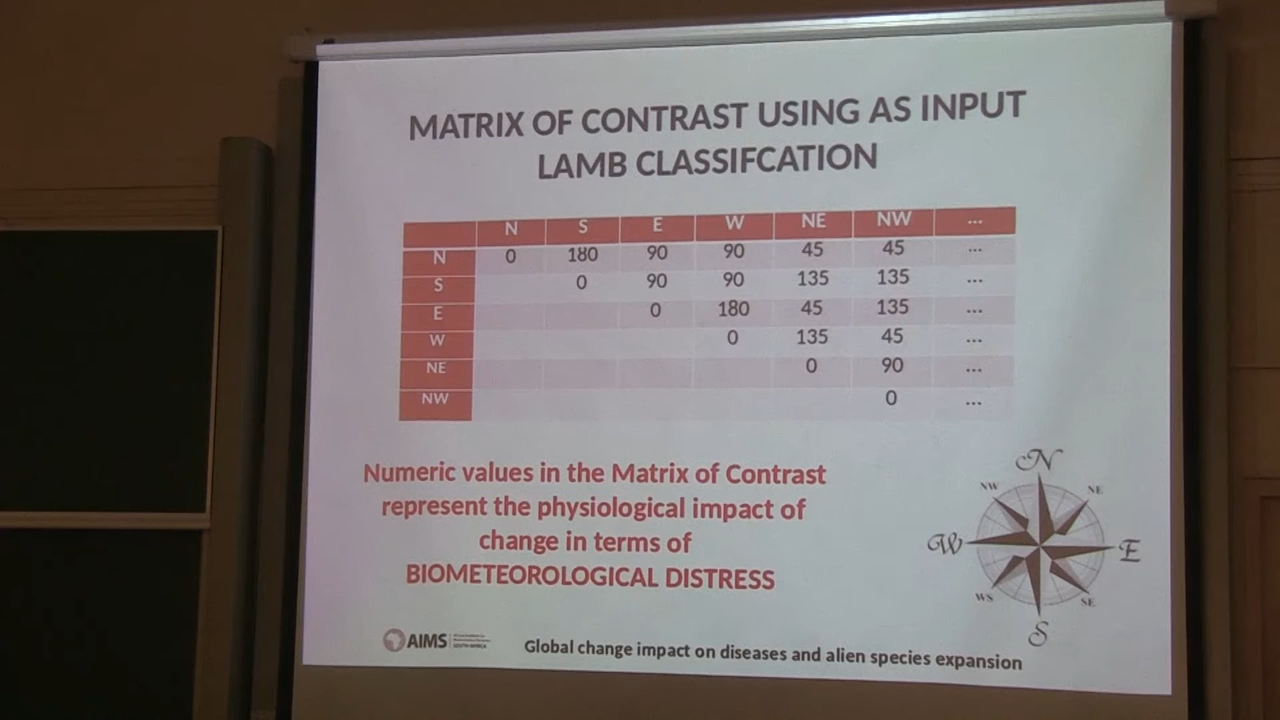 MATRIX OF CONTRAST USING AS INPUT
LAMB CLASSIFCATION
N S E W NE NW ...
N 0 180 90 90 45 45 ...
S 0 90 90 135 135 ...
E 0 180 45 135 ...
W 0 135 45 ...
NE 0 90 ...
NW 0 ...
Numeric values in the Matrix of Contrast
represent the physiological impact of
change in terms of
BIOMETEOROLOGICAL DISTRESS
N
NW NE
W E
WS SE
S
AIMS
SOUTH AFRICA
Global change impact on diseases and alien species expansion